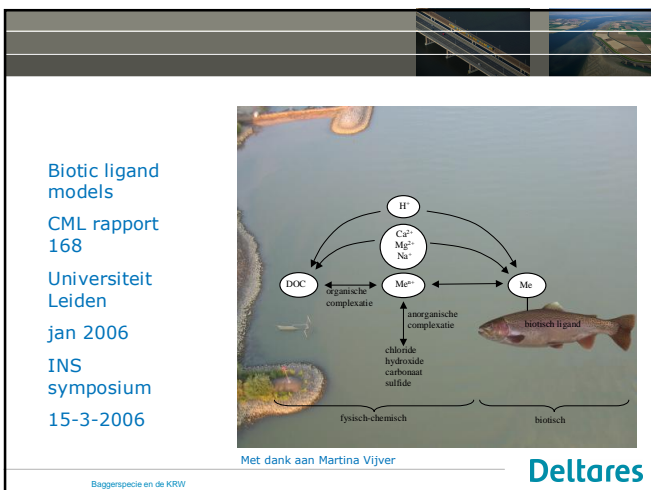 Biotic ligand
models
CML rapport
168
Universiteit
Leiden
jan 2006
INS
symposium
15-3-2006
H⁺
Ca²⁺
Mg²⁺
Na⁺
DOC
Meⁿ⁺
Me
organische
complexatie
anorganische
complexatie
biotisch ligand
chloride
hydroxide
carbonaat
sulfide
fysisch-chemisch
biotisch
Met dank aan Martina Vijver
Baggerspecie en de KRW
Deltares